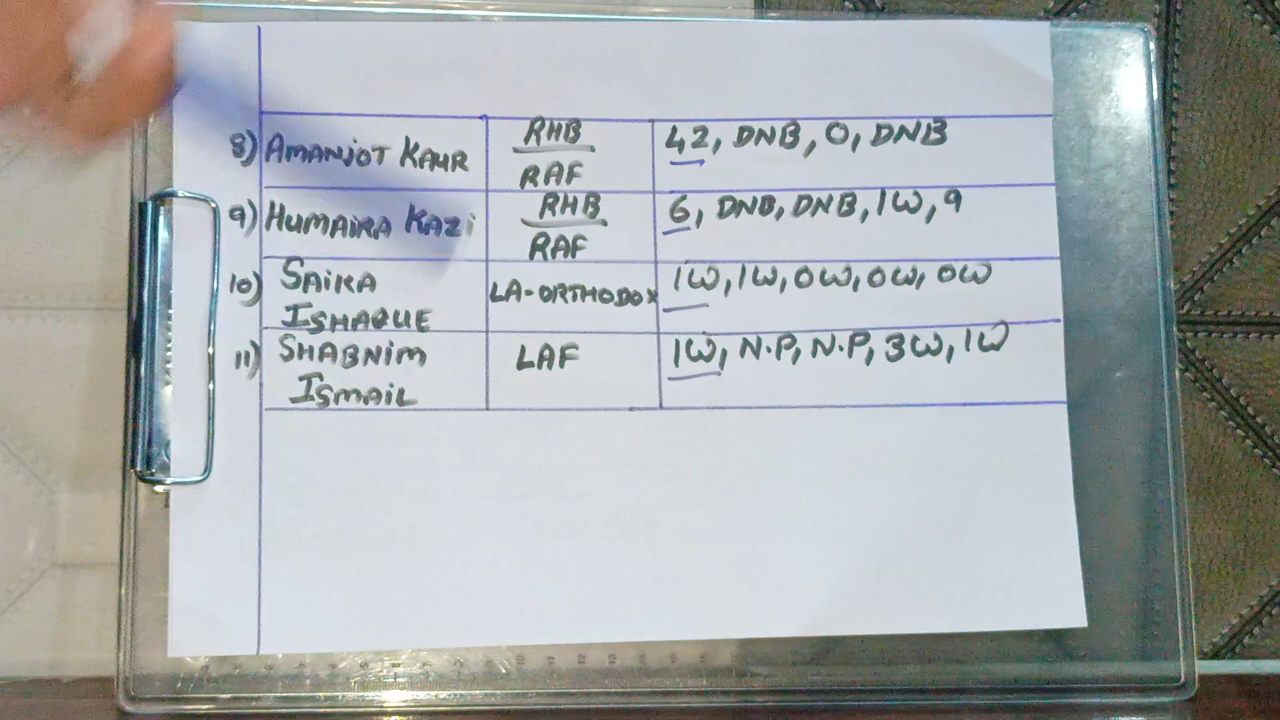 8) AMANJOT KAUR RHB 42, DNB, 0, DNB
RAF
9) HUMAIRA KAZI RHB 6, DNB, DNB, 1W, 9
RAF
10) SAIKA LA-ORTHODOX 1W, 1W, 0W, 0W, 0W
ISHAQUE
11) SHABNIM LAF 1W, N.P, N.P, 3W, 1W
ISMAIL